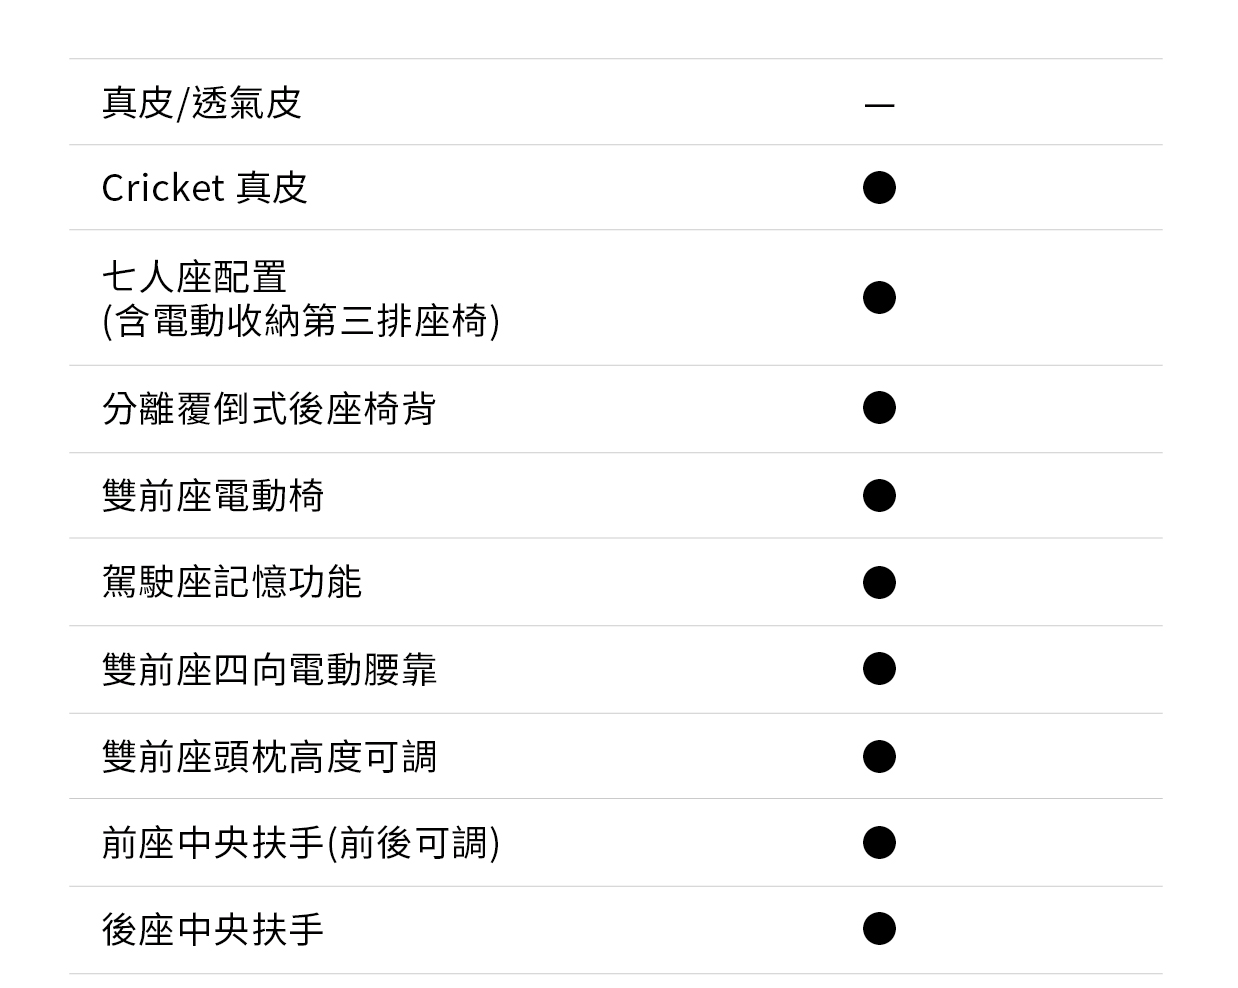 真皮/透氣皮 —
Cricket 真皮 ●
七人座配置
(含電動收納第三排座椅) ●
分離覆倒式後座椅背 ●
雙前座電動椅 ●
駕駛座記憶功能 ●
雙前座四向電動腰靠 ●
雙前座頭枕高度可調 ●
前座中央扶手(前後可調) ●
後座中央扶手 ●